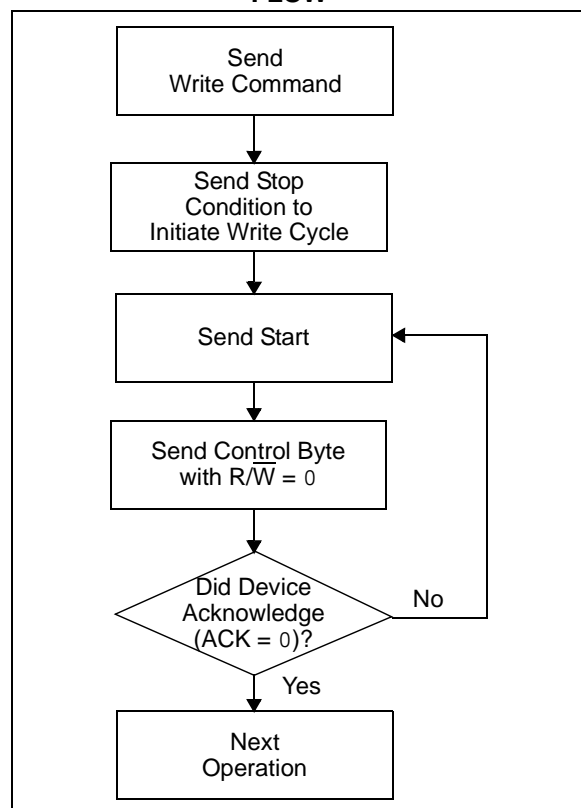 Send
Write Command
Send Stop
Condition to
Initiate Write Cycle
Send Start
Send Control Byte
with R/W̅ = 0
Did Device
Acknowledge
(ACK = 0)?
No
Yes
Next
Operation